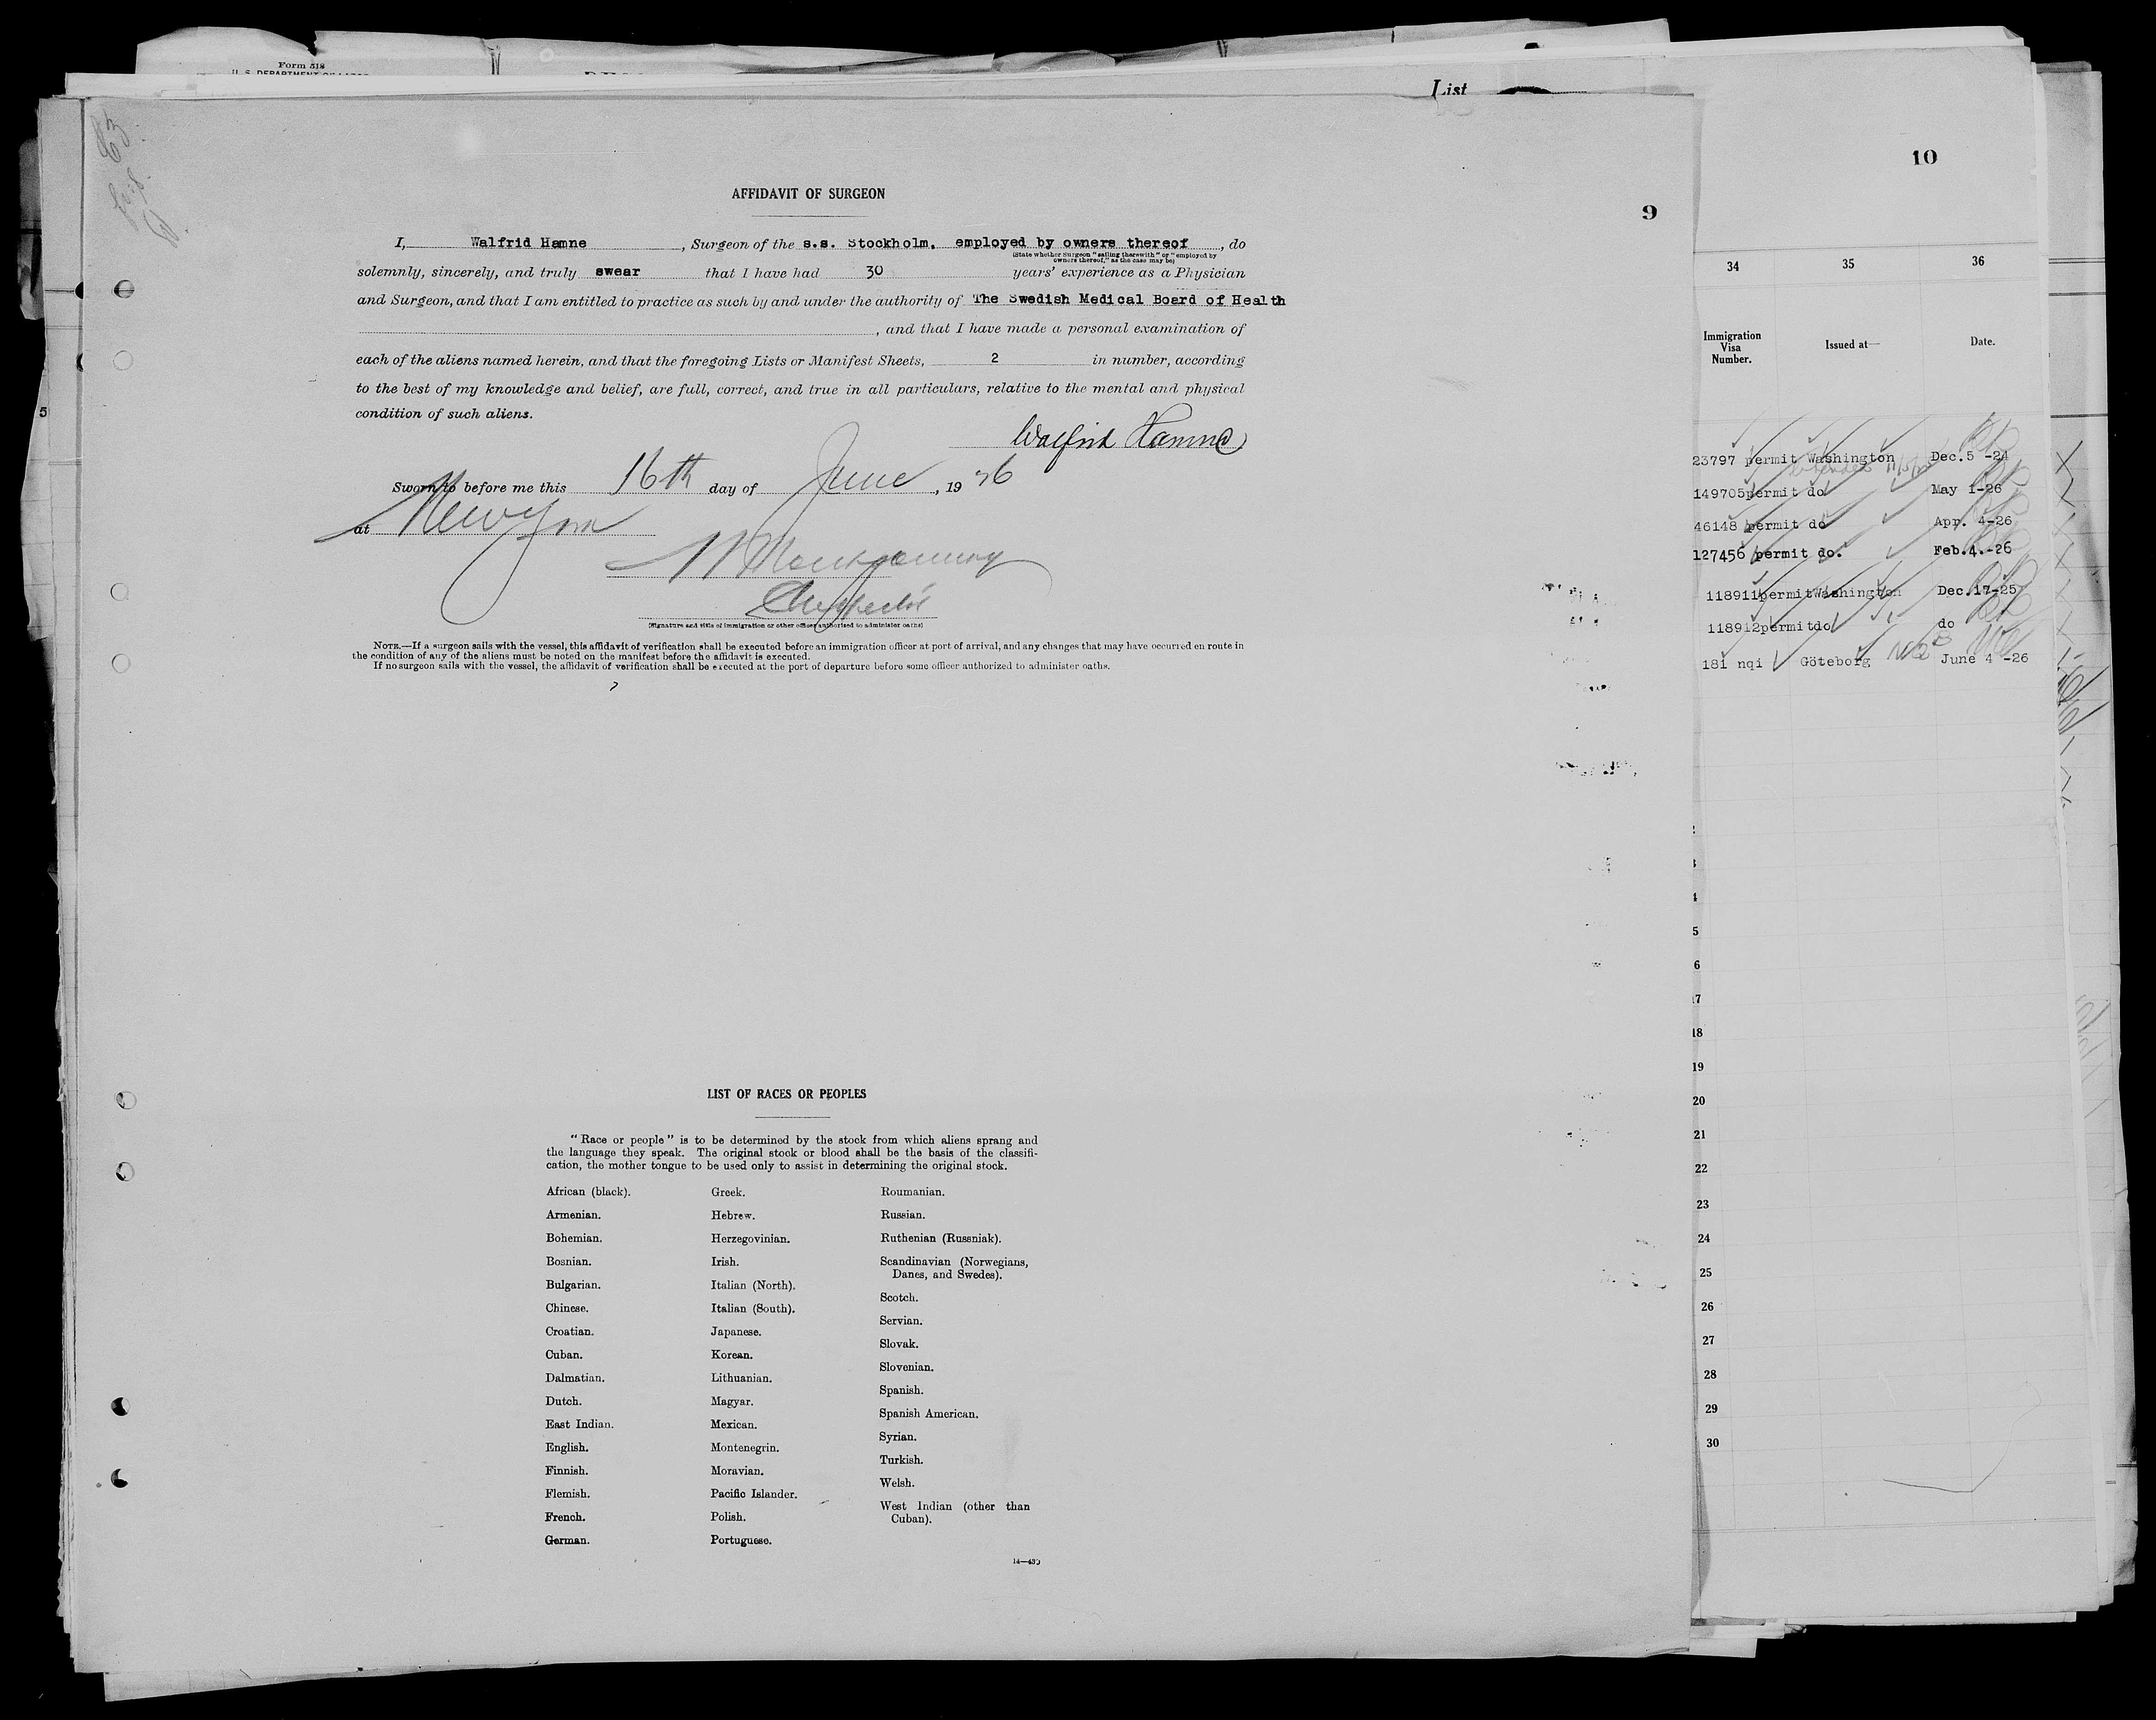 Form 518
List
10
9
AFFIDAVIT OF SURGEON
I, Walfrid Hamne, Surgeon of the s.s. Stockholm. employed by owners thereof, do
(State whether Surgeon "sailing therewith" or "employed by
owners thereof," as the case may be)
solemnly, sincerely, and truly swear that I have had 30 years' experience as a Physician
and Surgeon, and that I am entitled to practice as such by and under the authority of The Swedish Medical Board of Health
, and that I have made a personal examination of
each of the aliens named herein, and that the foregoing Lists or Manifest Sheets, 2 in number, according
to the best of my knowledge and belief, are full, correct, and true in all particulars, relative to the mental and physical
condition of such aliens.
Walfrid Hamne
Sworn to before me this 16th day of June, 1926
at New York
Montgomery
Inspector
(Signature and title of immigration or other officer authorized to administer oaths)
NOTE.—If a surgeon sails with the vessel, this affidavit of verification shall be executed before an immigration officer at port of arrival, and any changes that may have occurred en route in
the condition of any of the aliens must be noted on the manifest before the affidavit is executed.
If no surgeon sails with the vessel, the affidavit of verification shall be executed at the port of departure before some officer authorized to administer oaths.
LIST OF RACES OR PEOPLES
"Race or people" is to be determined by the stock from which aliens sprang and
the language they speak. The original stock or blood shall be the basis of the classifi-
cation, the mother tongue to be used only to assist in determining the original stock.
African (black).
Armenian.
Bohemian.
Bosnian.
Bulgarian.
Chinese.
Croatian.
Cuban.
Dalmatian.
Dutch.
East Indian.
English.
Finnish.
Flemish.
French.
German.
Greek.
Hebrew.
Herzegovinian.
Irish.
Italian (North).
Italian (South).
Japanese.
Korean.
Lithuanian.
Magyar.
Mexican.
Montenegrin.
Moravian.
Pacific Islander.
Polish.
Portuguese.
Roumanian.
Russian.
Ruthenian (Russniak).
Scandinavian (Norwegians,
Danes, and Swedes).
Scotch.
Servian.
Slovak.
Slovenian.
Spanish.
Spanish American.
Syrian.
Turkish.
Welsh.
West Indian (other than
Cuban).
14—430
34 35 36
Immigration
Visa
Number.
Issued at—
Date.
23797 permit Washington Dec.5 -24
149705permit do May 1-26
46148 permit do Apr. 4-26
127456 permit do. Feb.4.-26
118911permitWashington Dec.17-25
118912permitdo do
181 nqi Göteborg June 4 -26
5
6
17
18
19
20
21
22
23
24
25
26
27
28
29
30